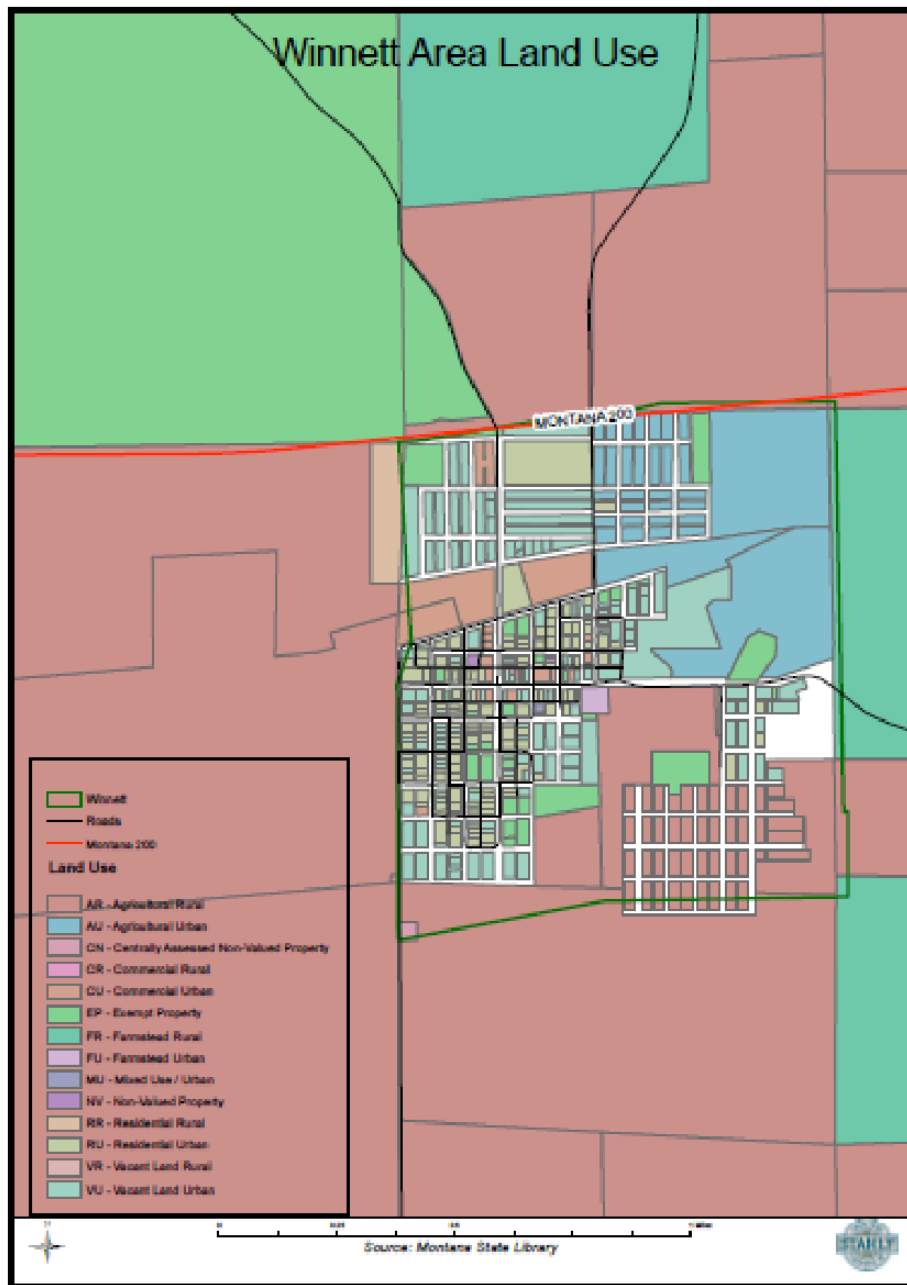 Winnett Area Land Use
MONTANA 200
Winnett
Roads
Montana 200
Land Use
AR - Agricultural Rural
AU - Agricultural Urban
CN - Centrally Assessed Non-Valued Property
CR - Commercial Rural
CU - Commercial Urban
EP - Exempt Property
FR - Farmstead Rural
FU - Farmstead Urban
MU - Mixed Use / Urban
NV - Non-Valued Property
RR - Residential Rural
RU - Residential Urban
VR - Vacant Land Rural
VU - Vacant Land Urban
Source: Montana State Library
STAHLY